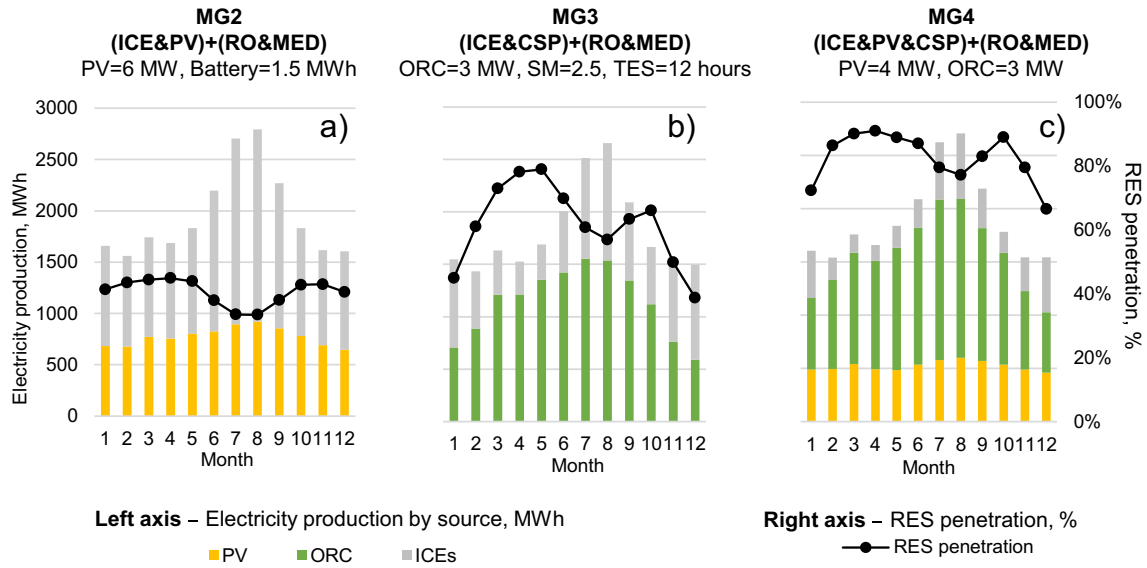 MG2
(ICE&PV)+(RO&MED)
PV=6 MW, Battery=1.5 MWh
MG3
(ICE&CSP)+(RO&MED)
ORC=3 MW, SM=2.5, TES=12 hours
MG4
(ICE&PV&CSP)+(RO&MED)
PV=4 MW, ORC=3 MW
Electricity production, MWh
3000
2500
2000
1500
1000
500
0
a)
1 2 3 4 5 6 7 8 9 10 11 12
Month
b)
1 2 3 4 5 6 7 8 9 10 11 12
Month
c)
1 2 3 4 5 6 7 8 9 10 11 12
Month
100%
80%
60%
40%
20%
0%
RES penetration, %
Left axis – Electricity production by source, MWh
PV ORC ICEs
Right axis – RES penetration, %
RES penetration